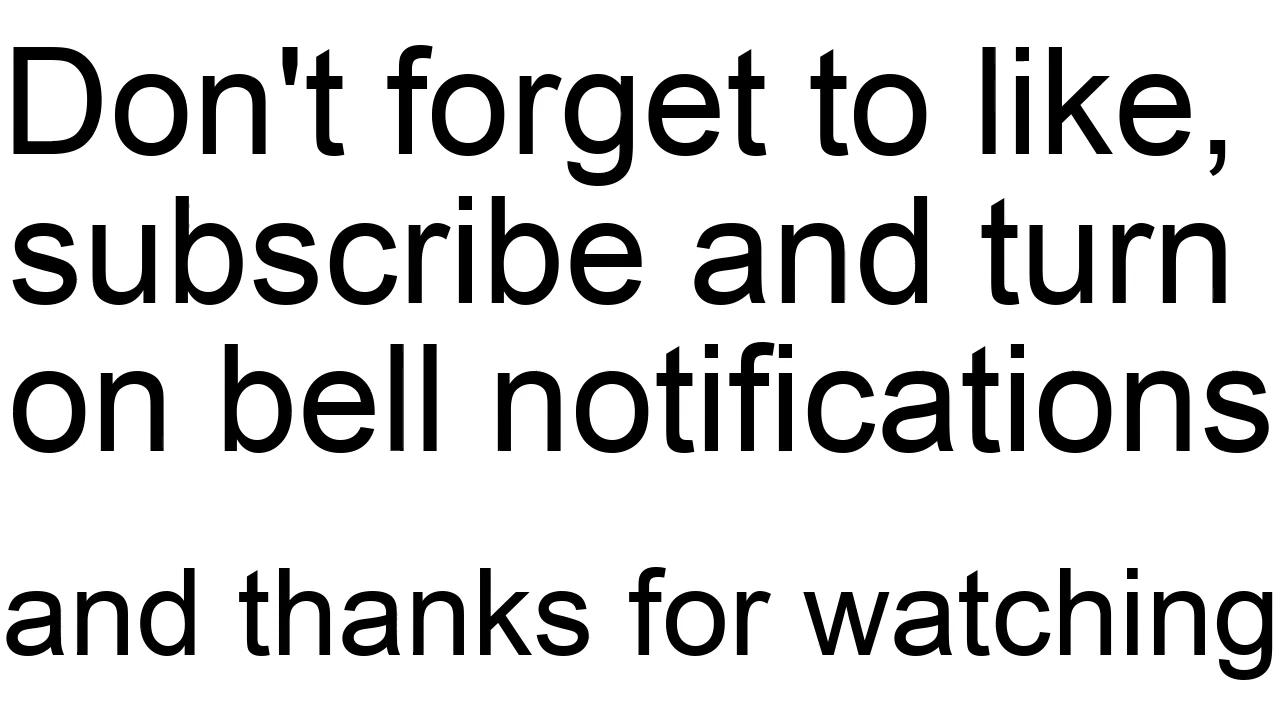 Don't forget to like,
subscribe and turn
on bell notifications
and thanks for watching